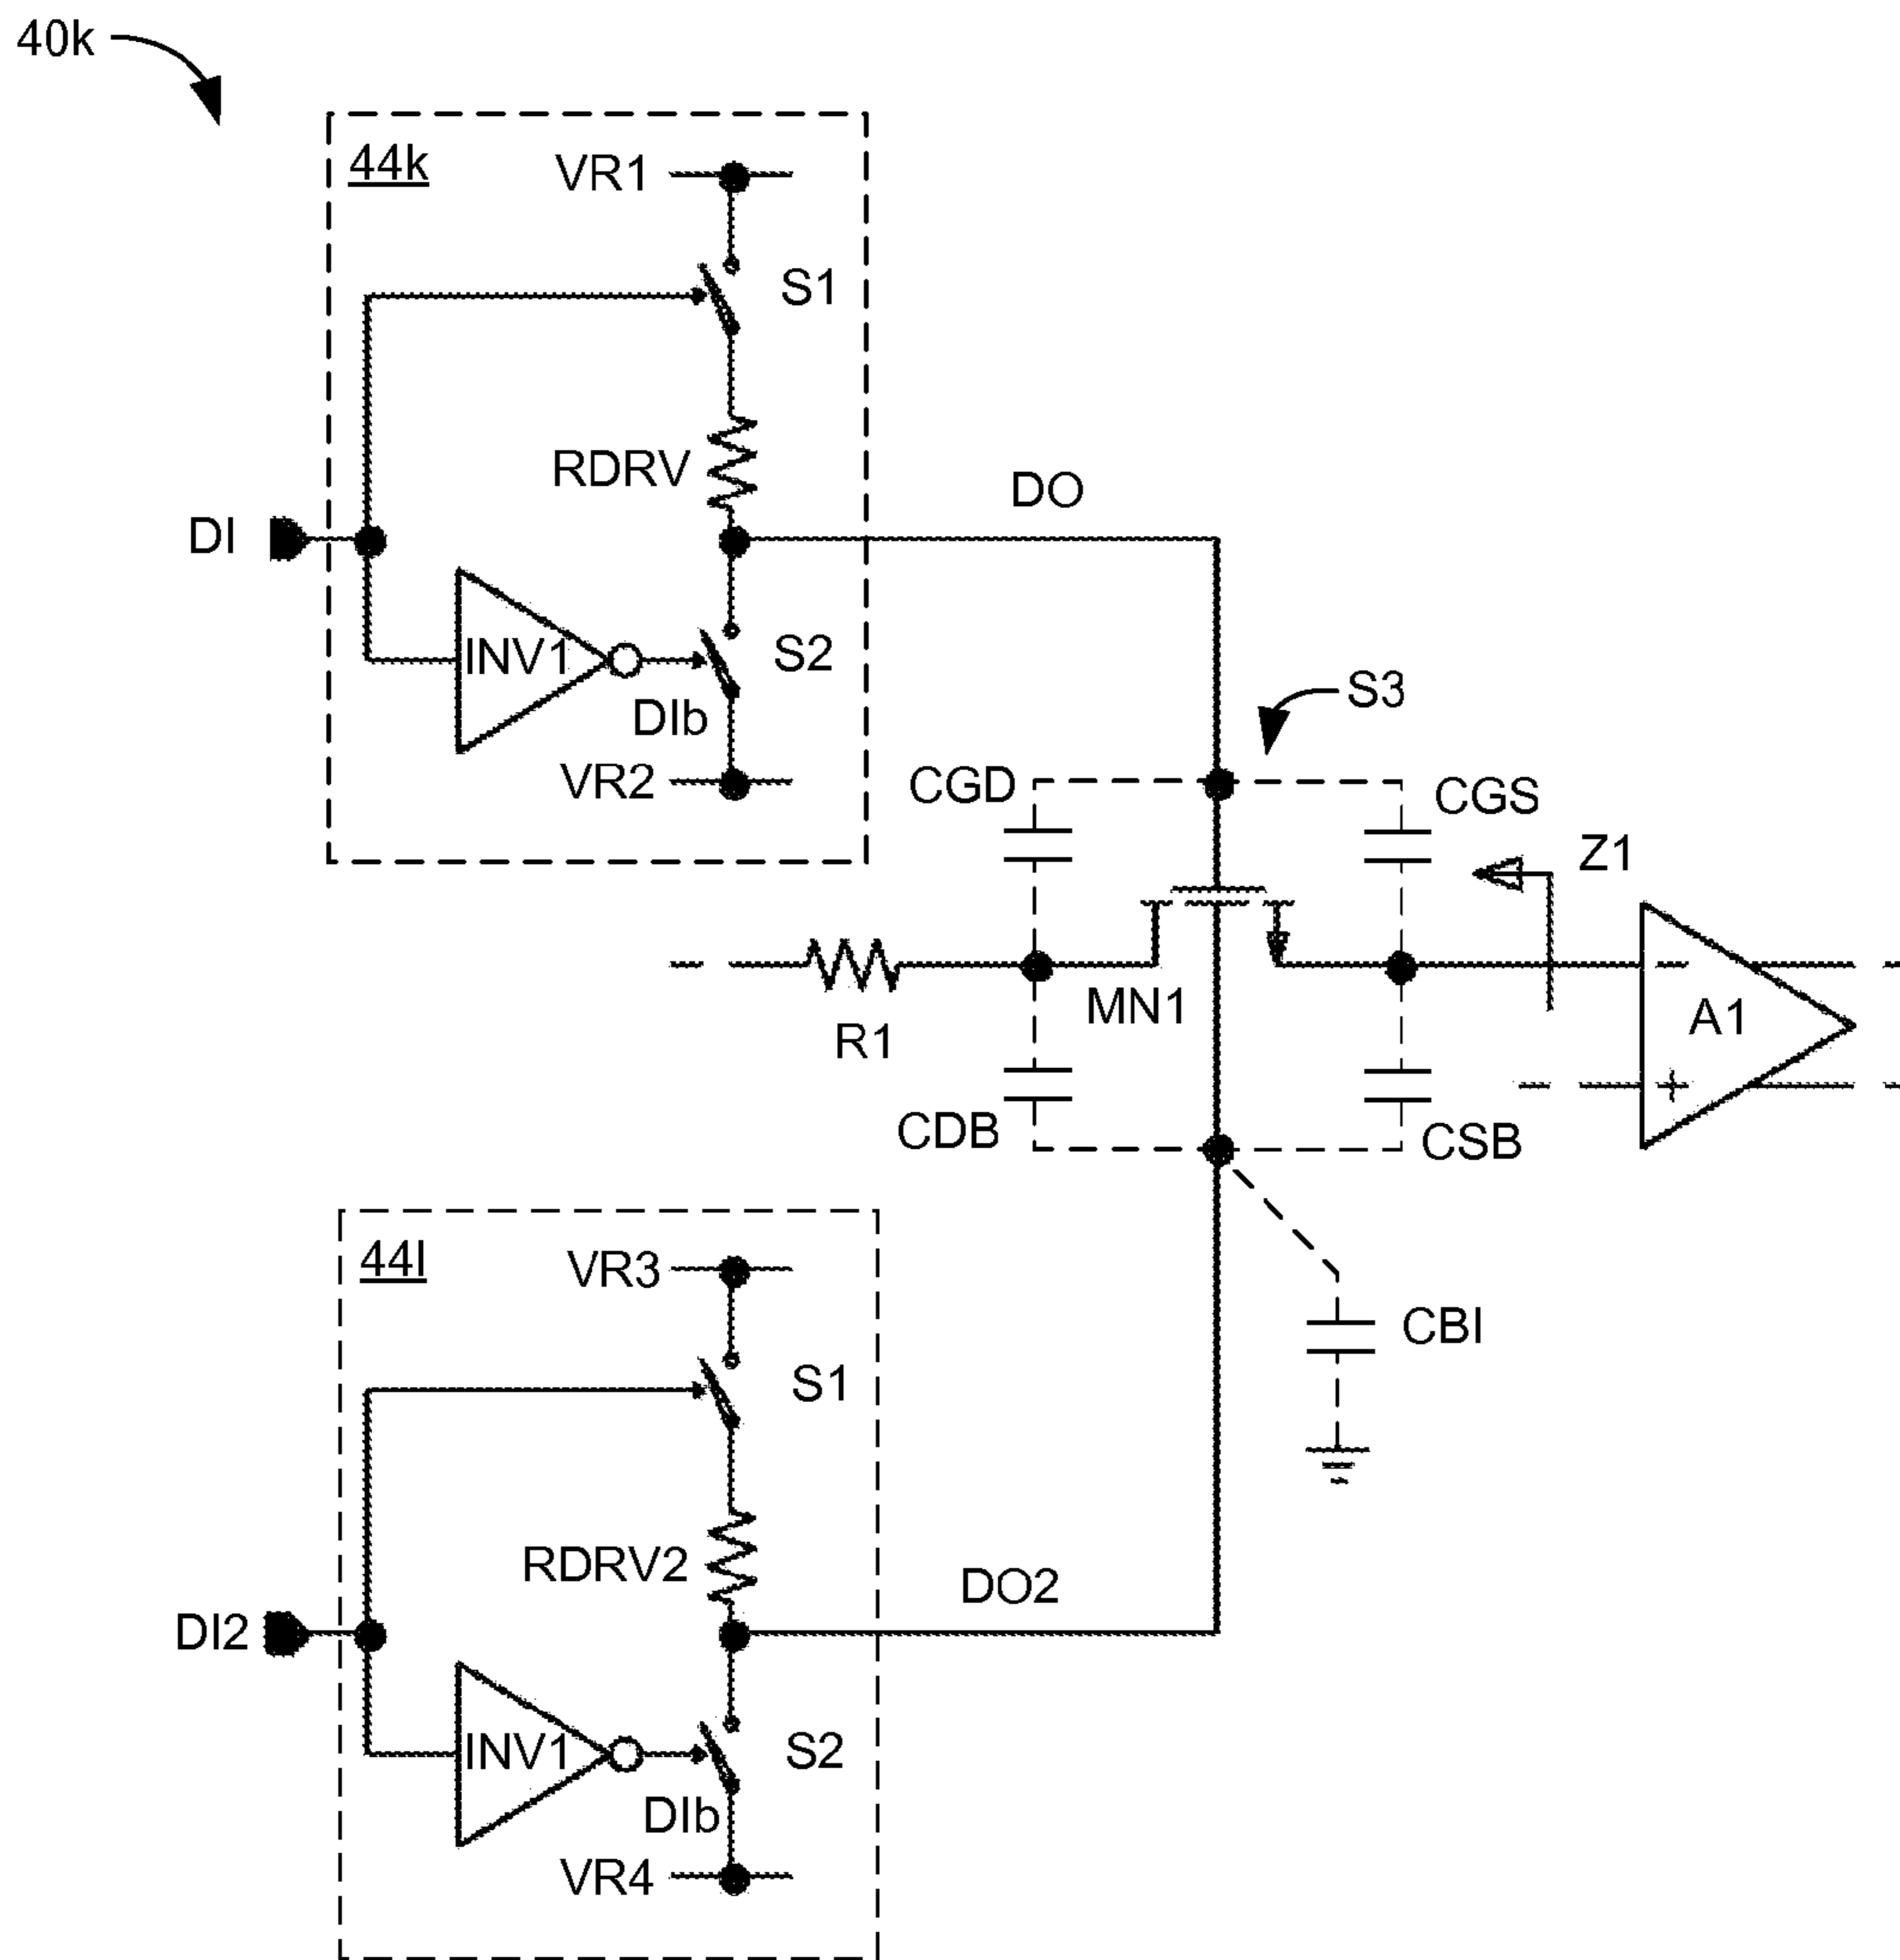 40k
44k
VR1
S1
RDRV
DO
DI
INV1
S2
DIb
S3
VR2
CGD
CGS
Z1
MN1
A1
R1
CDB
CSB
44l
VR3
CBI
S1
RDRV2
DO2
DI2
INV1
S2
DIb
VR4